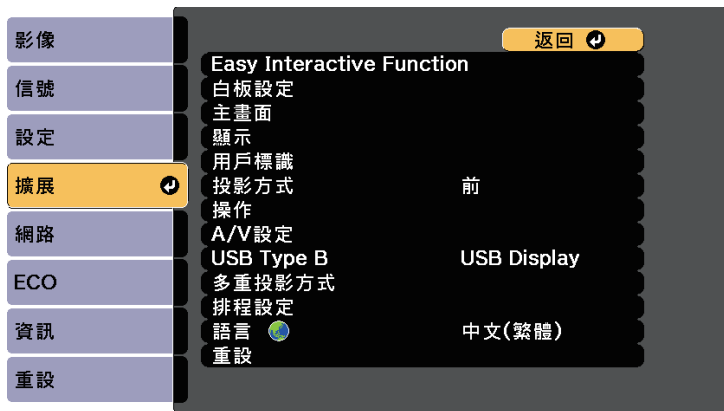 影像
信號
設定
擴展
網路
ECO
資訊
重設
返回
Easy Interactive Function
白板設定
主畫面
顯示
用戶標識
投影方式 前
操作
A/V設定
USB Type B USB Display
多重投影方式
排程設定
語言 中文(繁體)
重設